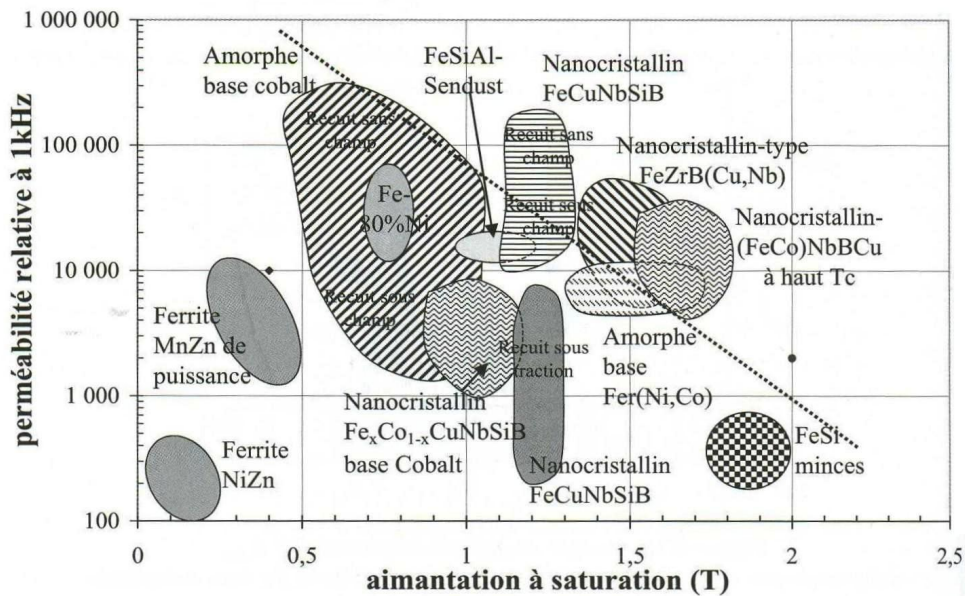 perméabilité relative à 1kHz
1 000 000
100 000
10 000
1 000
100
Amorphe
base cobalt
FeSiAl-
Sendust
Nanocristallin
FeCuNbSiB
Recuit sans
champ
Recuit sans
champ
Nanocristallin-type
FeZrB(Cu,Nb)
Fe-
80%Ni
Recuit sous
champ
Nanocristallin-
(FeCo)NbBCu
à haut Tc
Ferrite
MnZn de
puissance
Recuit sous
champ
Recuit sous
traction
Amorphe
base
Fer(Ni,Co)
Nanocristallin
FeₓCo₁₋ₓCuNbSiB
base Cobalt
Ferrite
NiZn
Nanocristallin
FeCuNbSiB
FeSi
minces
0
0,5
1
1,5
2
2,5
aimantation à saturation (T)